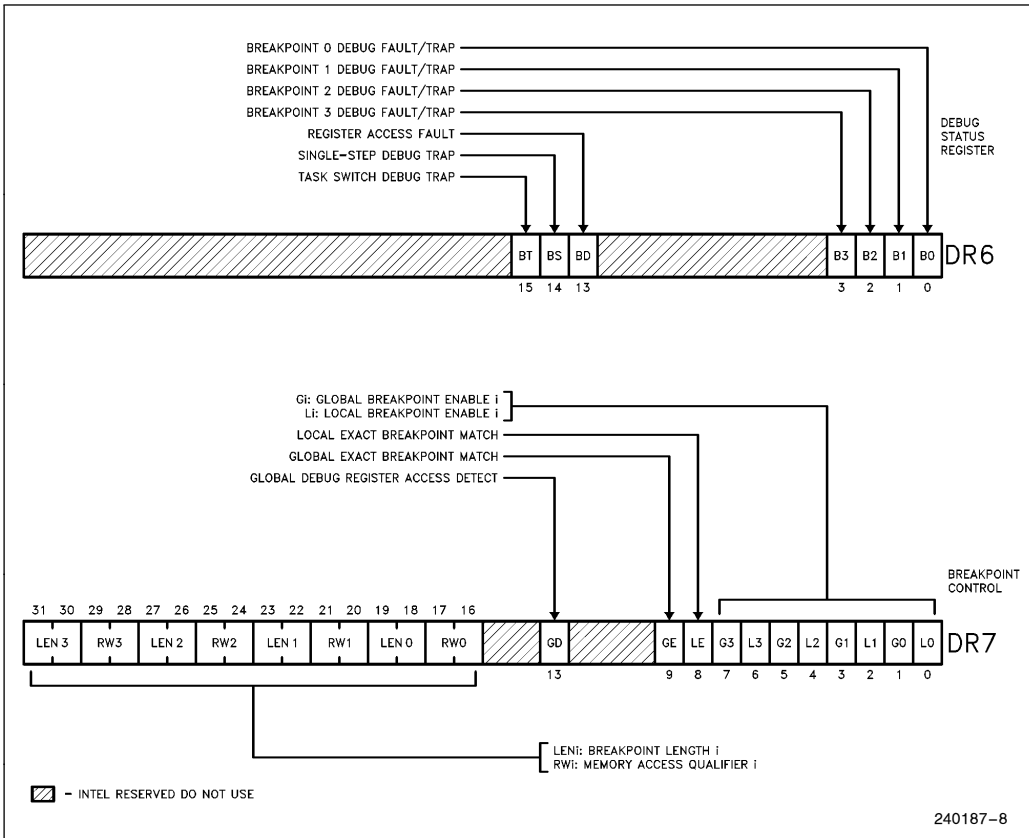 BREAKPOINT 0 DEBUG FAULT/TRAP
BREAKPOINT 1 DEBUG FAULT/TRAP
BREAKPOINT 2 DEBUG FAULT/TRAP
BREAKPOINT 3 DEBUG FAULT/TRAP
REGISTER ACCESS FAULT
SINGLE-STEP DEBUG TRAP
TASK SWITCH DEBUG TRAP
DEBUG
STATUS
REGISTER
BT BS BD B3 B2 B1 B0 DR6
15 14 13 3 2 1 0
Gi: GLOBAL BREAKPOINT ENABLE i
Li: LOCAL BREAKPOINT ENABLE i
LOCAL EXACT BREAKPOINT MATCH
GLOBAL EXACT BREAKPOINT MATCH
GLOBAL DEBUG REGISTER ACCESS DETECT
BREAKPOINT
CONTROL
31 30 29 28 27 26 25 24 23 22 21 20 19 18 17 16
LEN 3 RW3 LEN 2 RW2 LEN 1 RW1 LEN 0 RW0 GD GE LE G3 L3 G2 L2 G1 L1 G0 L0 DR7
13 9 8 7 6 5 4 3 2 1 0
LENi: BREAKPOINT LENGTH i
RWi: MEMORY ACCESS QUALIFIER i
- INTEL RESERVED DO NOT USE
240187-8